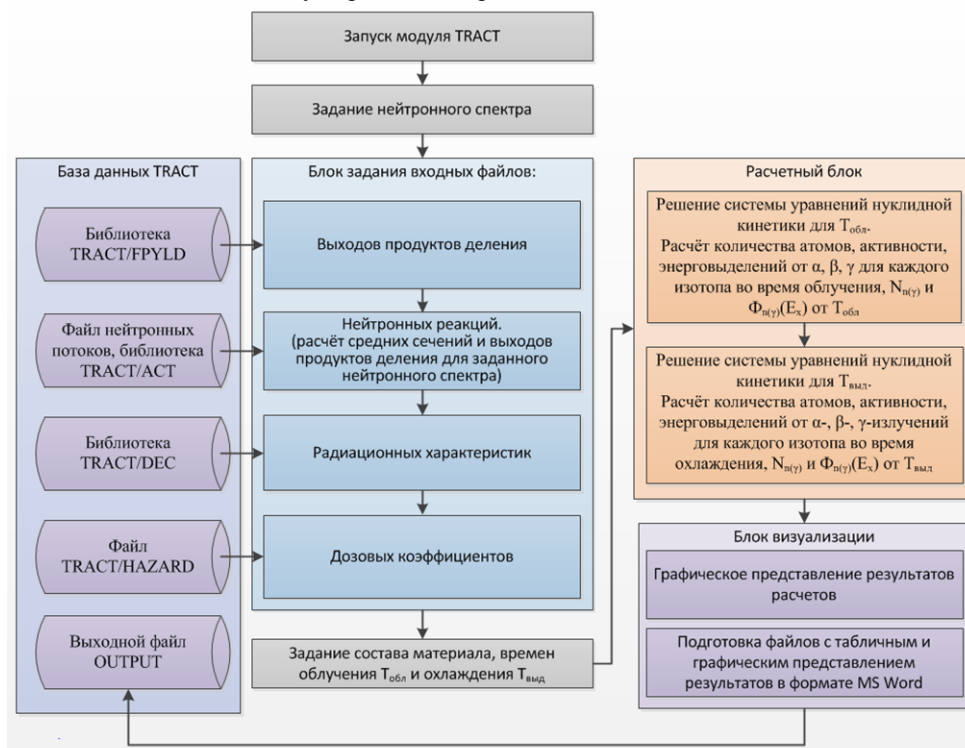 Запуск модуля TRACT
Задание нейтронного спектра
База данных TRACT
Библиотека
TRACT/FPYLD
Файл нейтронных
потоков, библиотека
TRACT/ACT
Библиотека
TRACT/DEC
Файл
TRACT/HAZARD
Выходной файл
OUTPUT
Блок задания входных файлов:
Выходов продуктов деления
Нейтронных реакций.
(расчёт средних сечений и выходов
продуктов деления для заданного
нейтронного спектра)
Радиационных характеристик
Дозовых коэффициентов
Задание состава материала, времен
облучения Tобл и охлаждения Tвыд
Расчетный блок
Решение системы уравнений нуклидной
кинетики для Tобл.
Расчёт количества атомов, активности,
энерговыделений от α, β, γ для каждого
изотопа во время облучения, Nn(γ) и
Φn(γ)(Ex) от Tобл
Решение системы уравнений нуклидной
кинетики для Tвыд.
Расчёт количества атомов, активности,
энерговыделений от α-, β-, γ-излучений
для каждого изотопа во время
охлаждения, Nn(γ) и Φn(γ)(Ex) от Tвыд
Блок визуализации
Графическое представление результатов
расчетов
Подготовка файлов с табличным и
графическим представлением
результатов в формате MS Word